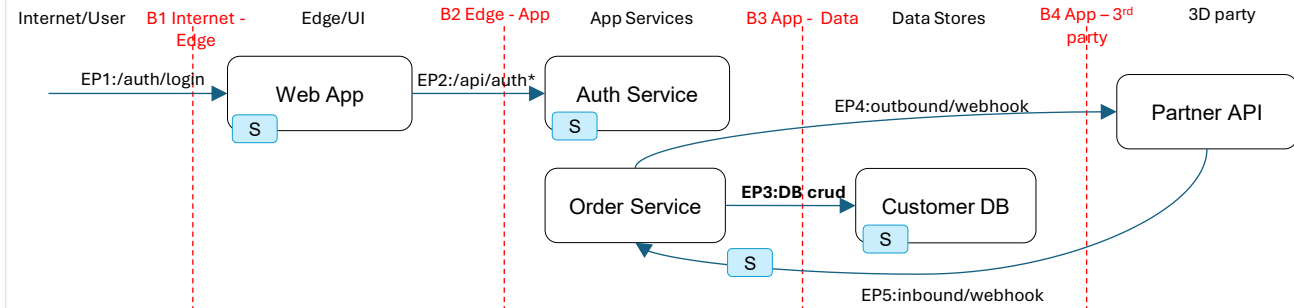 Internet/User
B1 Internet -
Edge
Edge/UI
B2 Edge - App
App Services
B3 App - Data
Data Stores
B4 App – 3rd
party
3D party
EP1:/auth/login
Web App
S
EP2:/api/auth*
Auth Service
S
EP4:outbound/webhook
Partner API
Order Service
EP3:DB crud
Customer DB
S
S
EP5:inbound/webhook